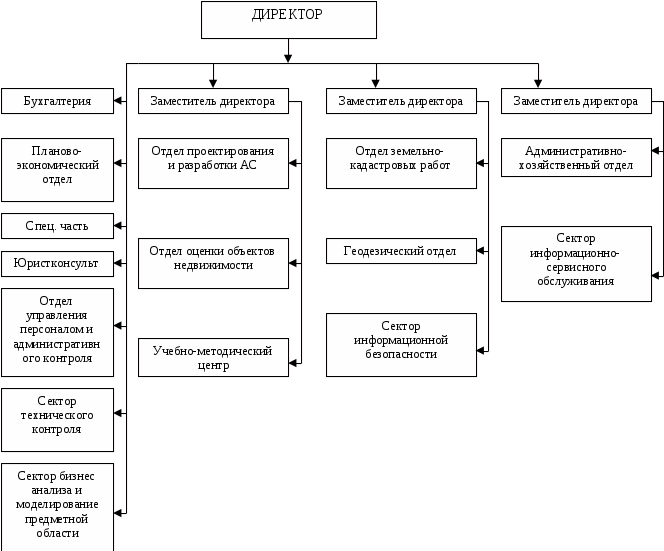 ДИРЕКТОР
Бухгалтерия
Заместитель директора
Заместитель директора
Заместитель директора
Планово-
экономический
отдел
Отдел проектирования
и разработки АС
Отдел земельно-
кадастровых работ
Административно-
хозяйственный отдел
Спец. часть
Юристконсульт
Отдел оценки объектов
недвижимости
Геодезический отдел
Сектор
информационно-
сервисного
обслуживания
Отдел
управления
персоналом и
административн
ого контроля
Учебно-методический
центр
Сектор
информационной
безопасности
Сектор
технического
контроля
Сектор бизнес
анализа и
моделирование
предметной
области